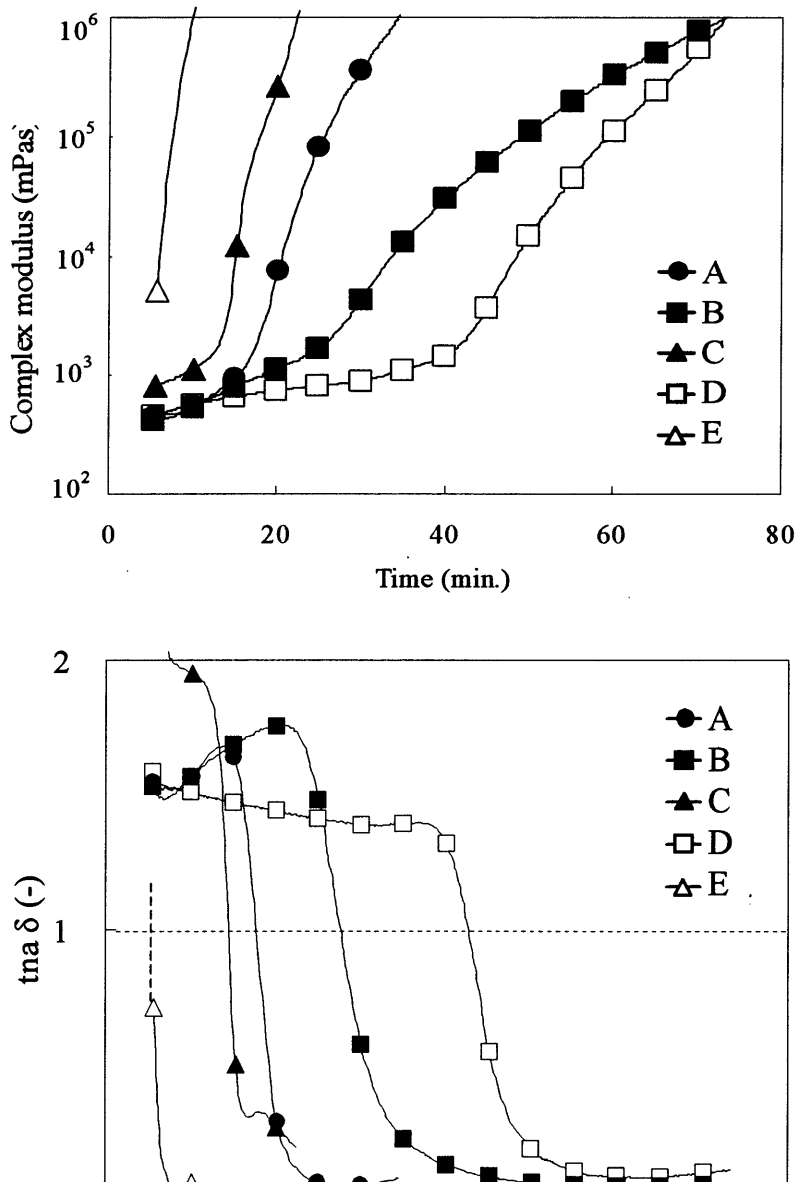 10⁶
10⁵
10⁴
10³
10²
Complex modulus (mPas)
A
B
C
D
E
0 20 40 60 80
Time (min.)
2
1
tna δ (-)
A
B
C
D
E